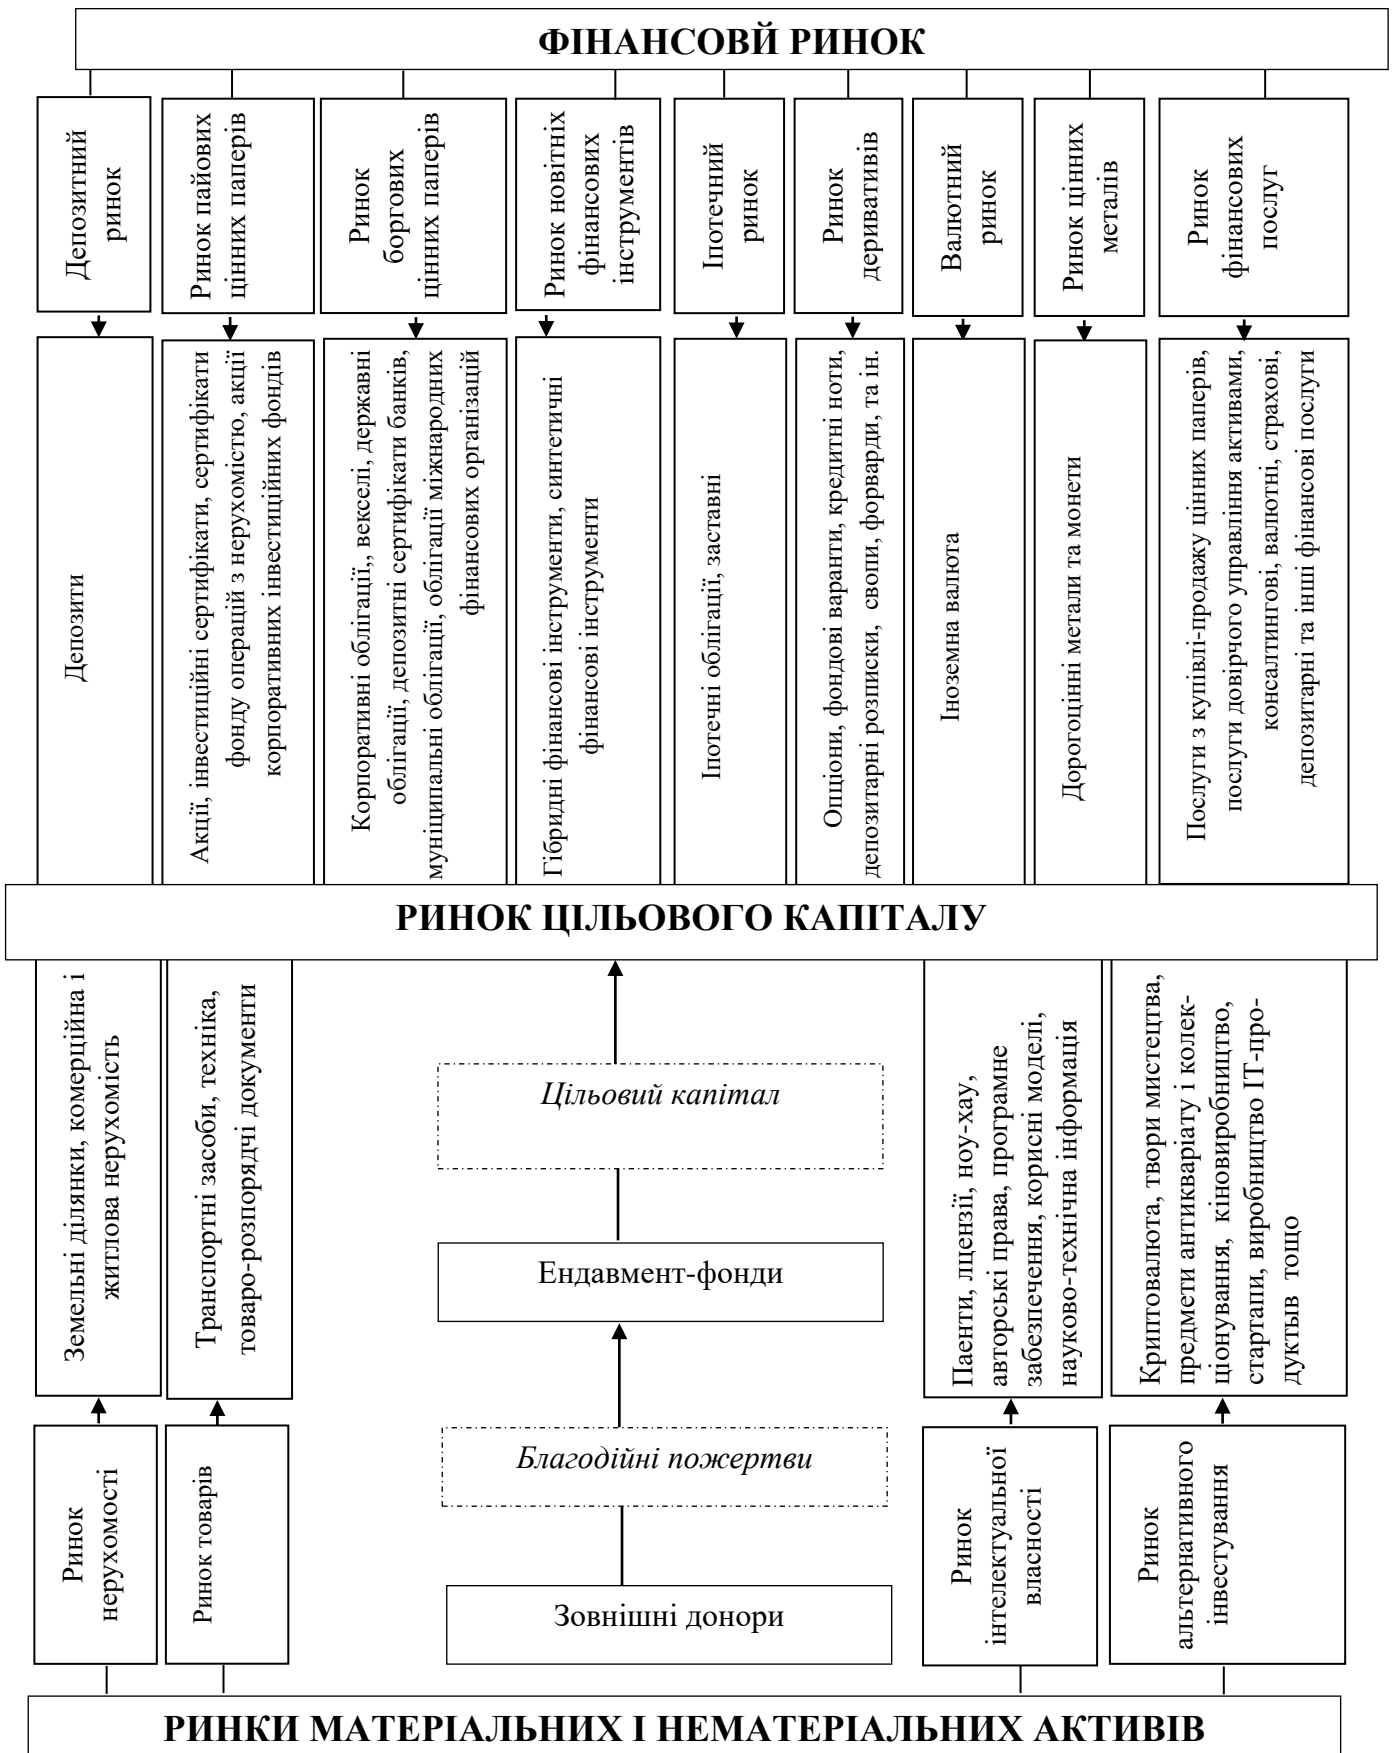 ФІНАНСОВЙ РИНОК
Депозитний
ринок
Ринок пайових
цінних паперів
Ринок
боргових
цінних паперів
Ринок новітніх
фінансових
інструментів
Іпотечний
ринок
Ринок
деривативів
Валютний
ринок
Ринок цінних
металів
Ринок
фінансових
послуг
Депозити
Акції, інвестиційні сертифікати, сертифікати
фонду операцій з нерухомістю, акції
корпоративних інвестиційних фондів
Корпоративні облігації,, векселі, державні
облігації, депозитні сертифікати банків,
муніципальні облігації, облігації міжнародних
фінансових організацій
Гібридні фінансові інструменти, синтетичні
фінансові інструменти
Іпотечні облігації, заставні
Опціони, фондові варанти, кредитні ноти,
депозитарні розписки, свопи, форварди, та ін.
Іноземна валюта
Дорогоцінні метали та монети
Послуги з купівлі-продажу цінних паперів,
послуги довірчого управління активами,
консалтингові, валютні, страхові,
депозитарні та інші фінансові послуги
РИНОК ЦІЛЬОВОГО КАПІТАЛУ
Земельні ділянки, комерційна і
житлова нерухомість
Транспортні засоби, техніка,
товаро-розпорядчі документи
Цільовий капітал
Ендавмент-фонди
Благодійні пожертви
Зовнішні донори
Паенти, лцензії, ноу-хау,
авторські права, програмне
забезпечення, корисні моделі,
науково-технічна інформація
Криптовалюта, твори мистецтва,
предмети антикваріату і колек-
ціонування, кіновиробництво,
стартапи, виробництво ІТ-про-
дуктыв тощо
Ринок
нерухомості
Ринок товарів
Ринок
інтелектуальної
власності
Ринок
альтернативного
інвестування
РИНКИ МАТЕРІАЛЬНИХ І НЕМАТЕРІАЛЬНИХ АКТИВІВ